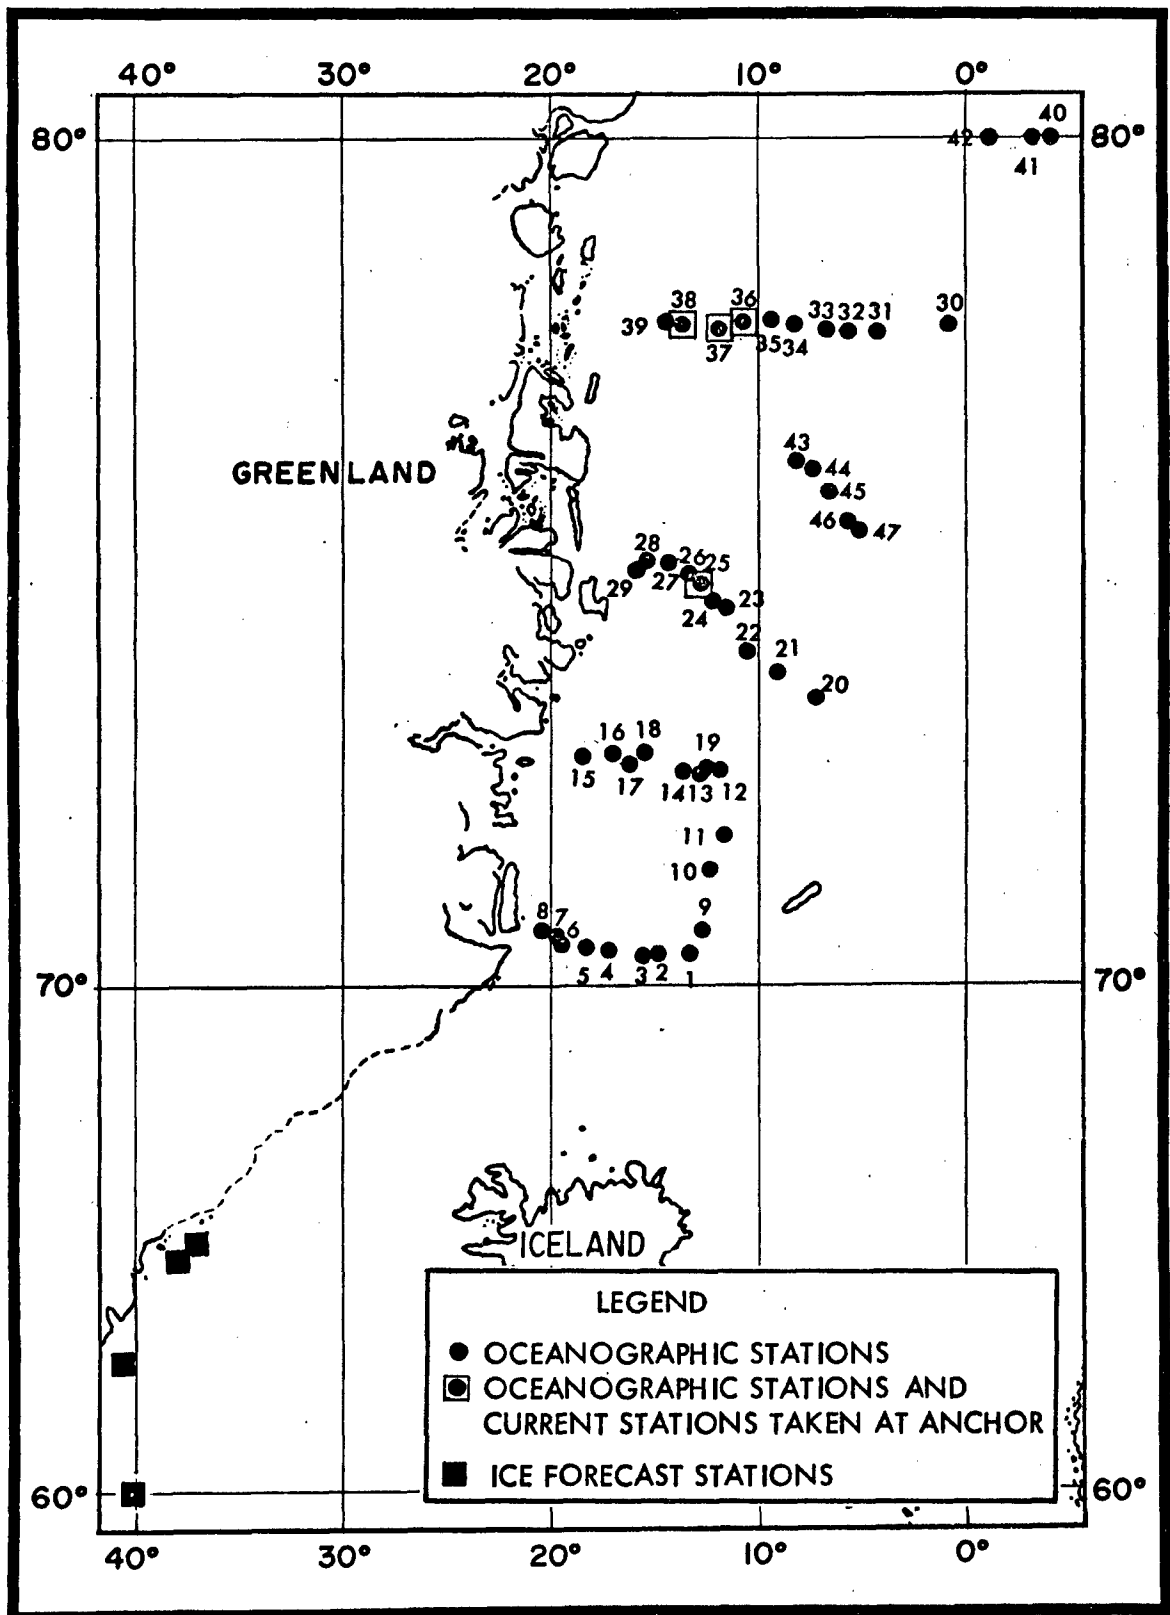 40° 30° 20° 10° 0°
40
80° 42 80°
41
38 36 33 32 31 30
39
37 35 34
43
44
GREENLAND
45
46 47
28 26 25
27
29 24 23
22 21
20
16 18 19
15 17 14 13 12
11
10
9
8 7 6
5 4 3 2 1
70° 70°
ICELAND
LEGEND
OCEANOGRAPHIC STATIONS
OCEANOGRAPHIC STATIONS AND
CURRENT STATIONS TAKEN AT ANCHOR
ICE FORECAST STATIONS
60° 60°
40° 30° 20° 10° 0°